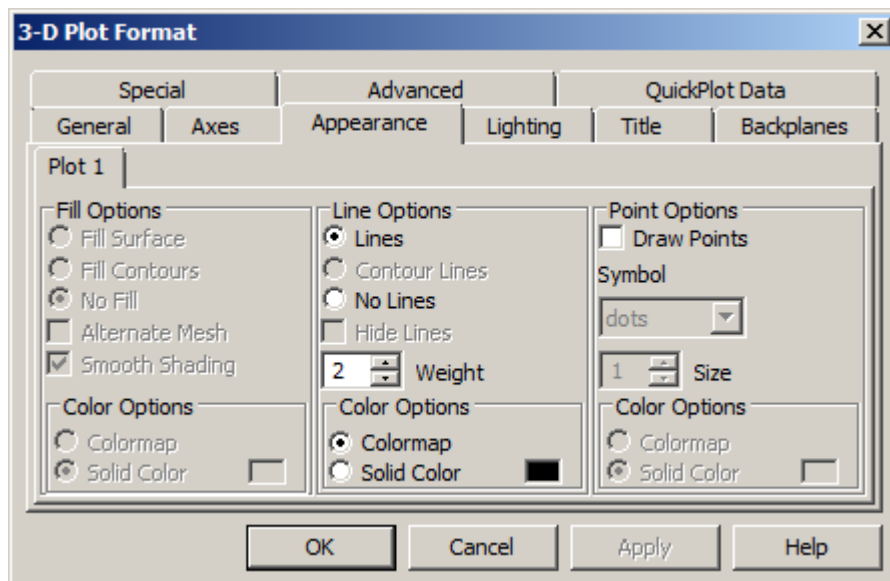 3-D Plot Format
Special Advanced QuickPlot Data
General Axes Appearance Lighting Title Backplanes
Plot 1
Fill Options
Fill Surface
Fill Contours
No Fill
Alternate Mesh
Smooth Shading
Color Options
Colormap
Solid Color
Line Options
Lines
Contour Lines
No Lines
Hide Lines
2 Weight
Color Options
Colormap
Solid Color
Point Options
Draw Points
Symbol
dots
1 Size
Color Options
Colormap
Solid Color
OK Cancel Apply Help